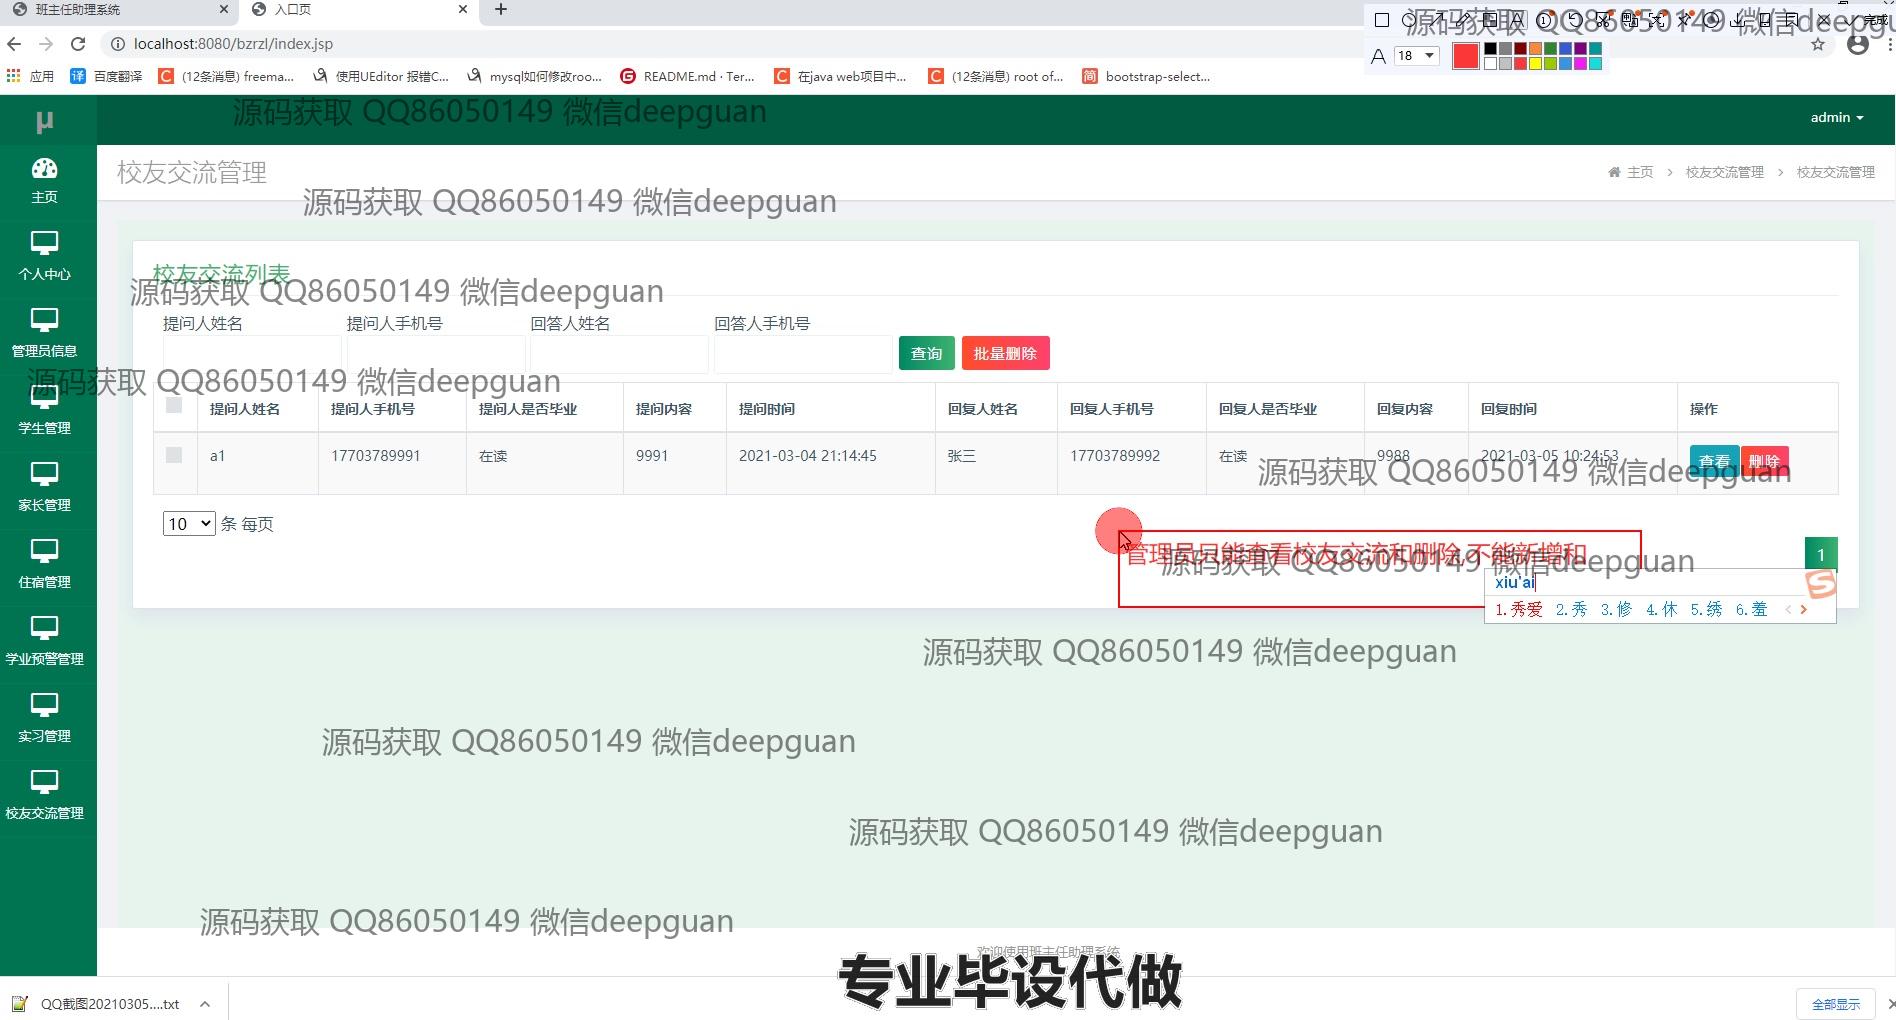 班主任助理系统
入口页
localhost:8080/bzrzl/index.jsp
应用 百度翻译 (12条消息) freema... 使用UEditor 报错C... mysql如何修改roo... README.md · Ter... 在java web项目中... (12条消息) root of... bootstrap-select...
A 18
完成
源码获取 QQ86050149 微信deepgu
μ
源码获取 QQ86050149 微信deepguan
admin
校友交流管理
主页 > 校友交流管理 > 校友交流管理
源码获取 QQ86050149 微信deepguan
主页
个人中心
管理员信息
学生管理
家长管理
住宿管理
学业预警管理
实习管理
校友交流管理
校友交流列表
源码获取 QQ86050149 微信deepguan
提问人姓名 提问人手机号 回答人姓名 回答人手机号
查询 批量删除
源码获取 QQ86050149 微信deepguan
提问人姓名 提问人手机号 提问人是否毕业 提问内容 提问时间 回复人姓名 回复人手机号 回复人是否毕业 回复内容 回复时间 操作
a1 17703789991 在读 9991 2021-03-04 21:14:45 张三 17703789992 在读 9988 2021-03-05 10:24:53 查看 删除
源码获取 QQ86050149 微信deepguan
10 条 每页
管理员只能查看校友交流和删除,不能新增和
源码获取 QQ86050149 微信deepguan
1
xiu'ai
1.秀爱 2.秀 3.修 4.休 5.绣 6.羞
源码获取 QQ86050149 微信deepguan
源码获取 QQ86050149 微信deepguan
源码获取 QQ86050149 微信deepguan
源码获取 QQ86050149 微信deepguan
欢迎使用班主任助理系统
专业毕设代做
QQ截图20210305....txt
全部显示